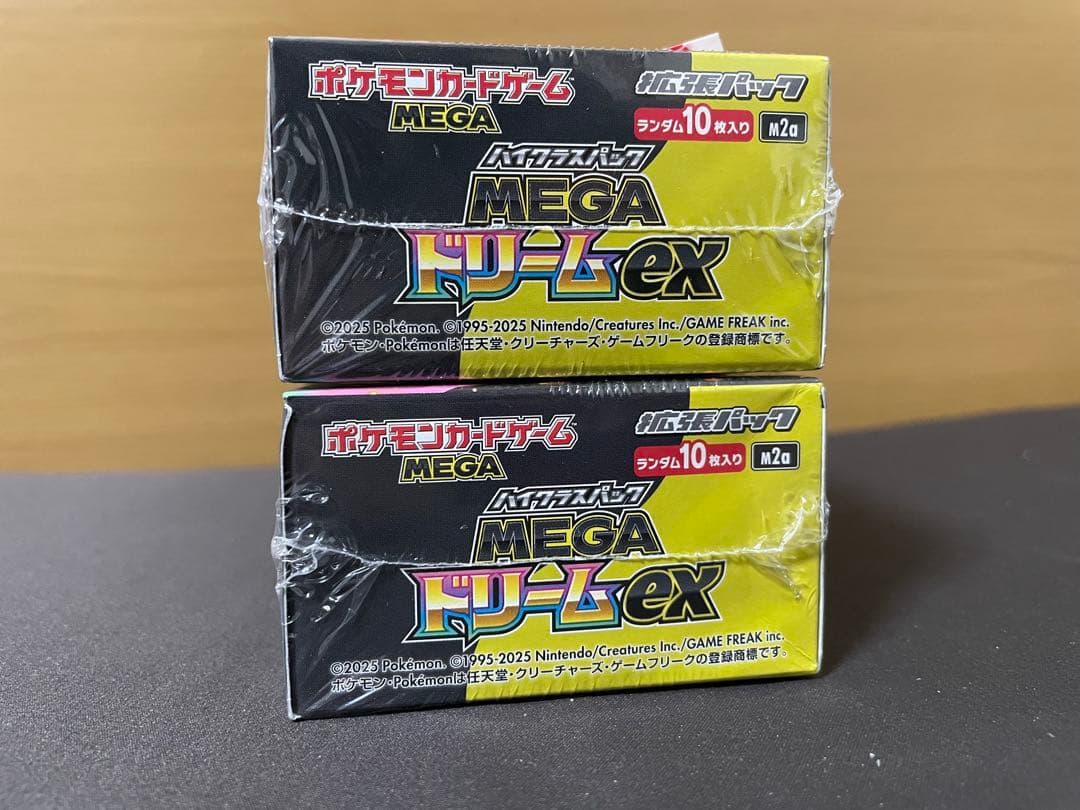 ポケモンカードゲーム
MEGA
拡張パック
ランダム10枚入り
M2a
ハイクラスパック
MEGA
ドリームex
©2025 Pokémon. ©1995-2025 Nintendo/Creatures Inc./GAME FREAK inc.
ポケモン・Pokémonは任天堂・クリーチャーズ・ゲームフリークの登録商標です。
ポケモンカードゲーム
MEGA
拡張パック
ランダム10枚入り
M2a
ハイクラスパック
MEGA
ドリームex
©2025 Pokémon. ©1995-2025 Nintendo/Creatures Inc./GAME FREAK inc.
ポケモン・Pokémonは任天堂・クリーチャーズ・ゲームフリークの登録商標です。